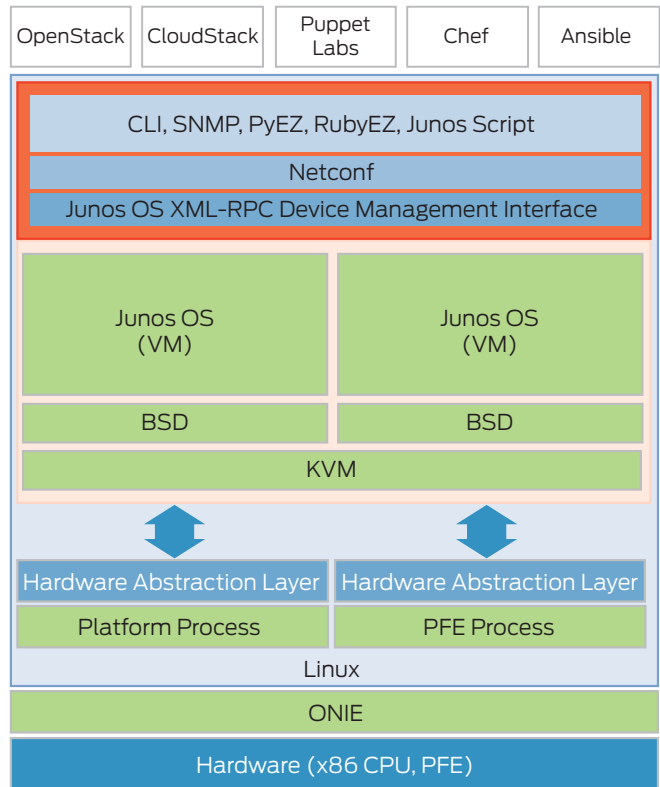 OpenStack
CloudStack
Puppet
Labs
Chef
Ansible
CLI, SNMP, PyEZ, RubyEZ, Junos Script
Netconf
Junos OS XML-RPC Device Management Interface
Junos OS
(VM)
Junos OS
(VM)
BSD
BSD
KVM
Hardware Abstraction Layer
Hardware Abstraction Layer
Platform Process
PFE Process
Linux
ONIE
Hardware (x86 CPU, PFE)